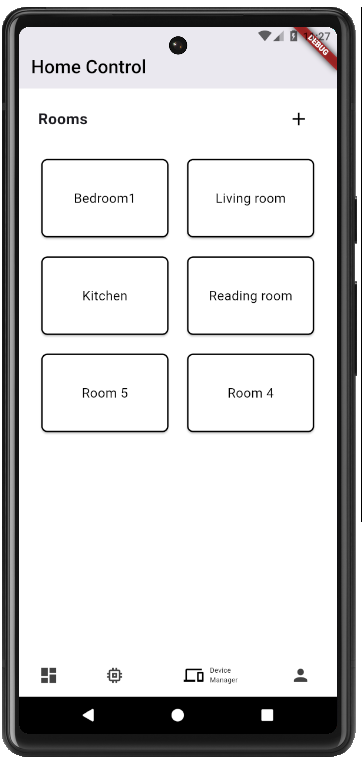 DEBUG
Home Control
Rooms +
Bedroom1 Living room
Kitchen Reading room
Room 5 Room 4
Device
Manager